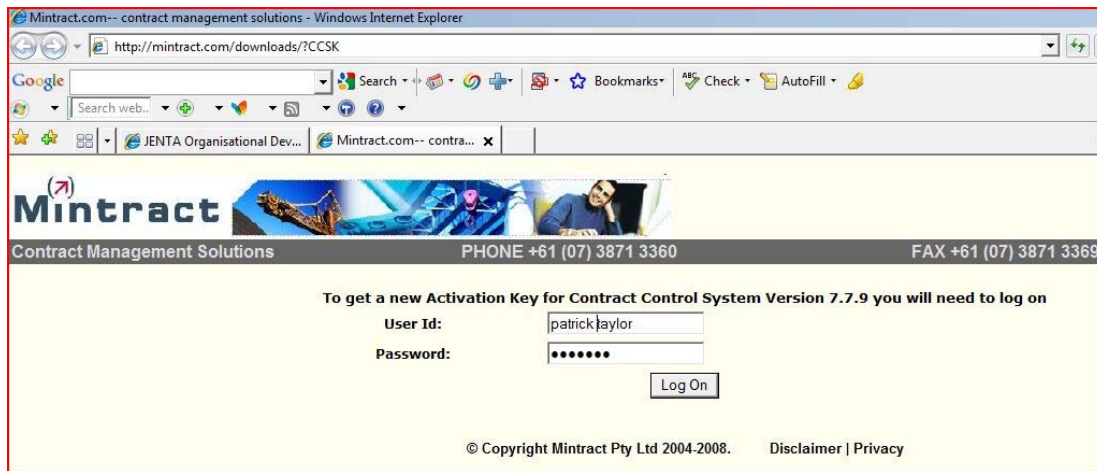 Mintract.com-- contract management solutions - Windows Internet Explorer
http://mintract.com/downloads/?CCSK
Google Search Bookmarks ABC Check AutoFill
Search web..
JENTA Organisational Dev... Mintract.com-- contra... x
Mintract
Contract Management Solutions PHONE +61 (07) 3871 3360 FAX +61 (07) 3871 3369
To get a new Activation Key for Contract Control System Version 7.7.9 you will need to log on
User Id: patrick taylor
Password: •••••••
Log On
© Copyright Mintract Pty Ltd 2004-2008. Disclaimer | Privacy